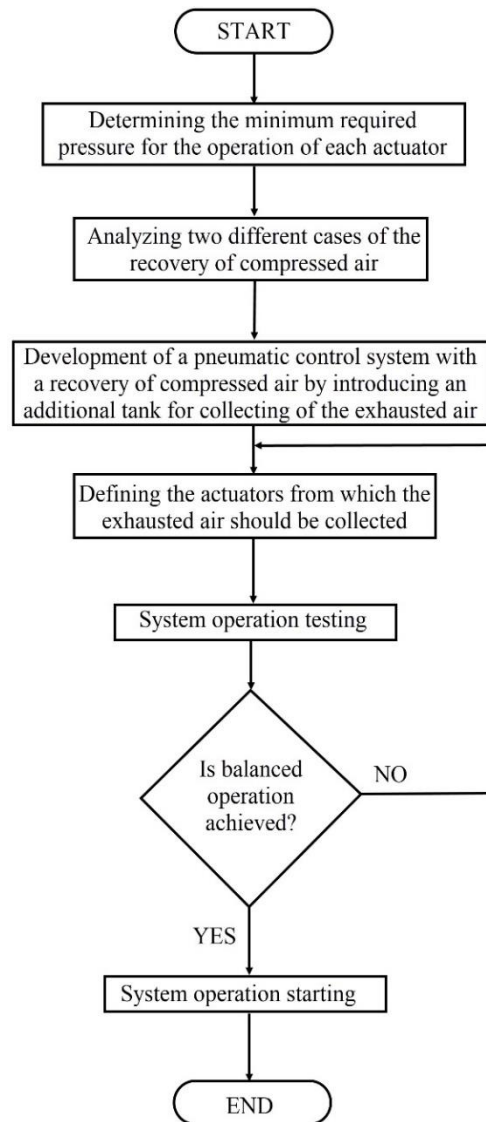 START
Determining the minimum required
pressure for the operation of each actuator
Analyzing two different cases of the
recovery of compressed air
Development of a pneumatic control system with
a recovery of compressed air by introducing an
additional tank for collecting of the exhausted air
Defining the actuators from which the
exhausted air should be collected
System operation testing
Is balanced
operation
achieved?
NO
YES
System operation starting
END